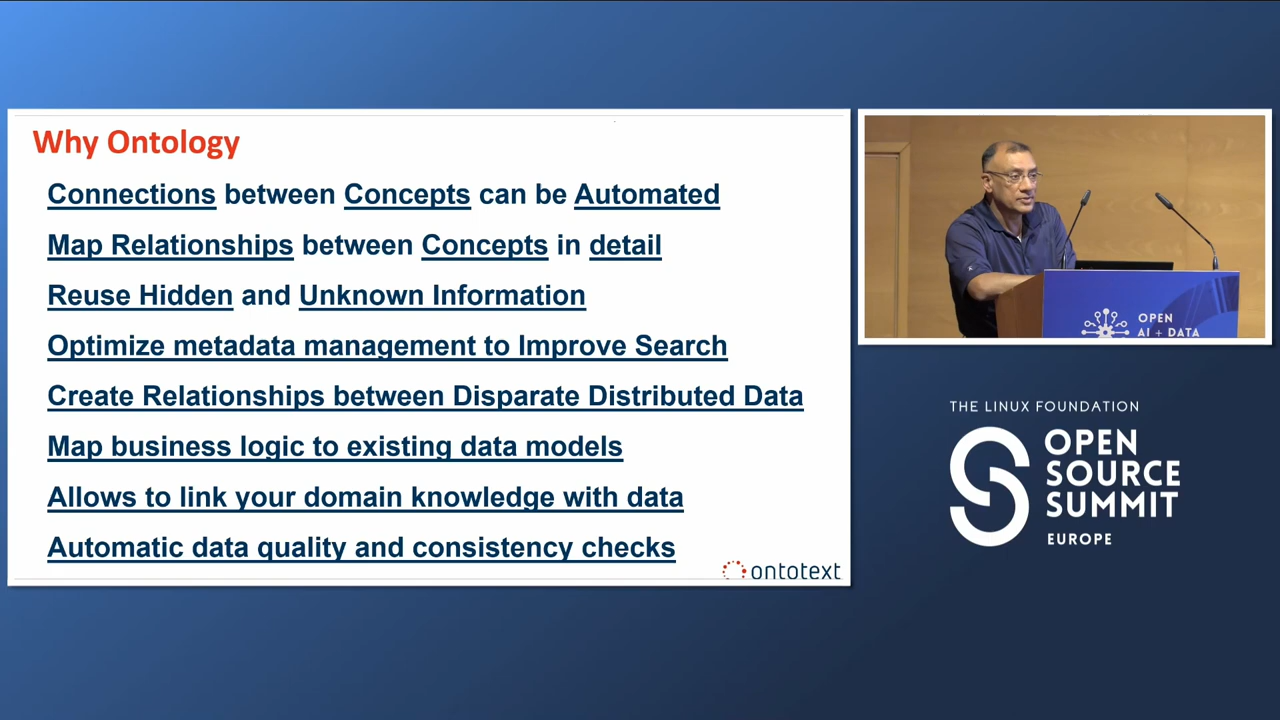 Why Ontology
Connections between Concepts can be Automated
Map Relationships between Concepts in detail
Reuse Hidden and Unknown Information
Optimize metadata management to Improve Search
Create Relationships between Disparate Distributed Data
Map business logic to existing data models
Allows to link your domain knowledge with data
Automatic data quality and consistency checks
ontotext
OPEN
AI + DATA
THE LINUX FOUNDATION
OPEN
SOURCE
SUMMIT
EUROPE